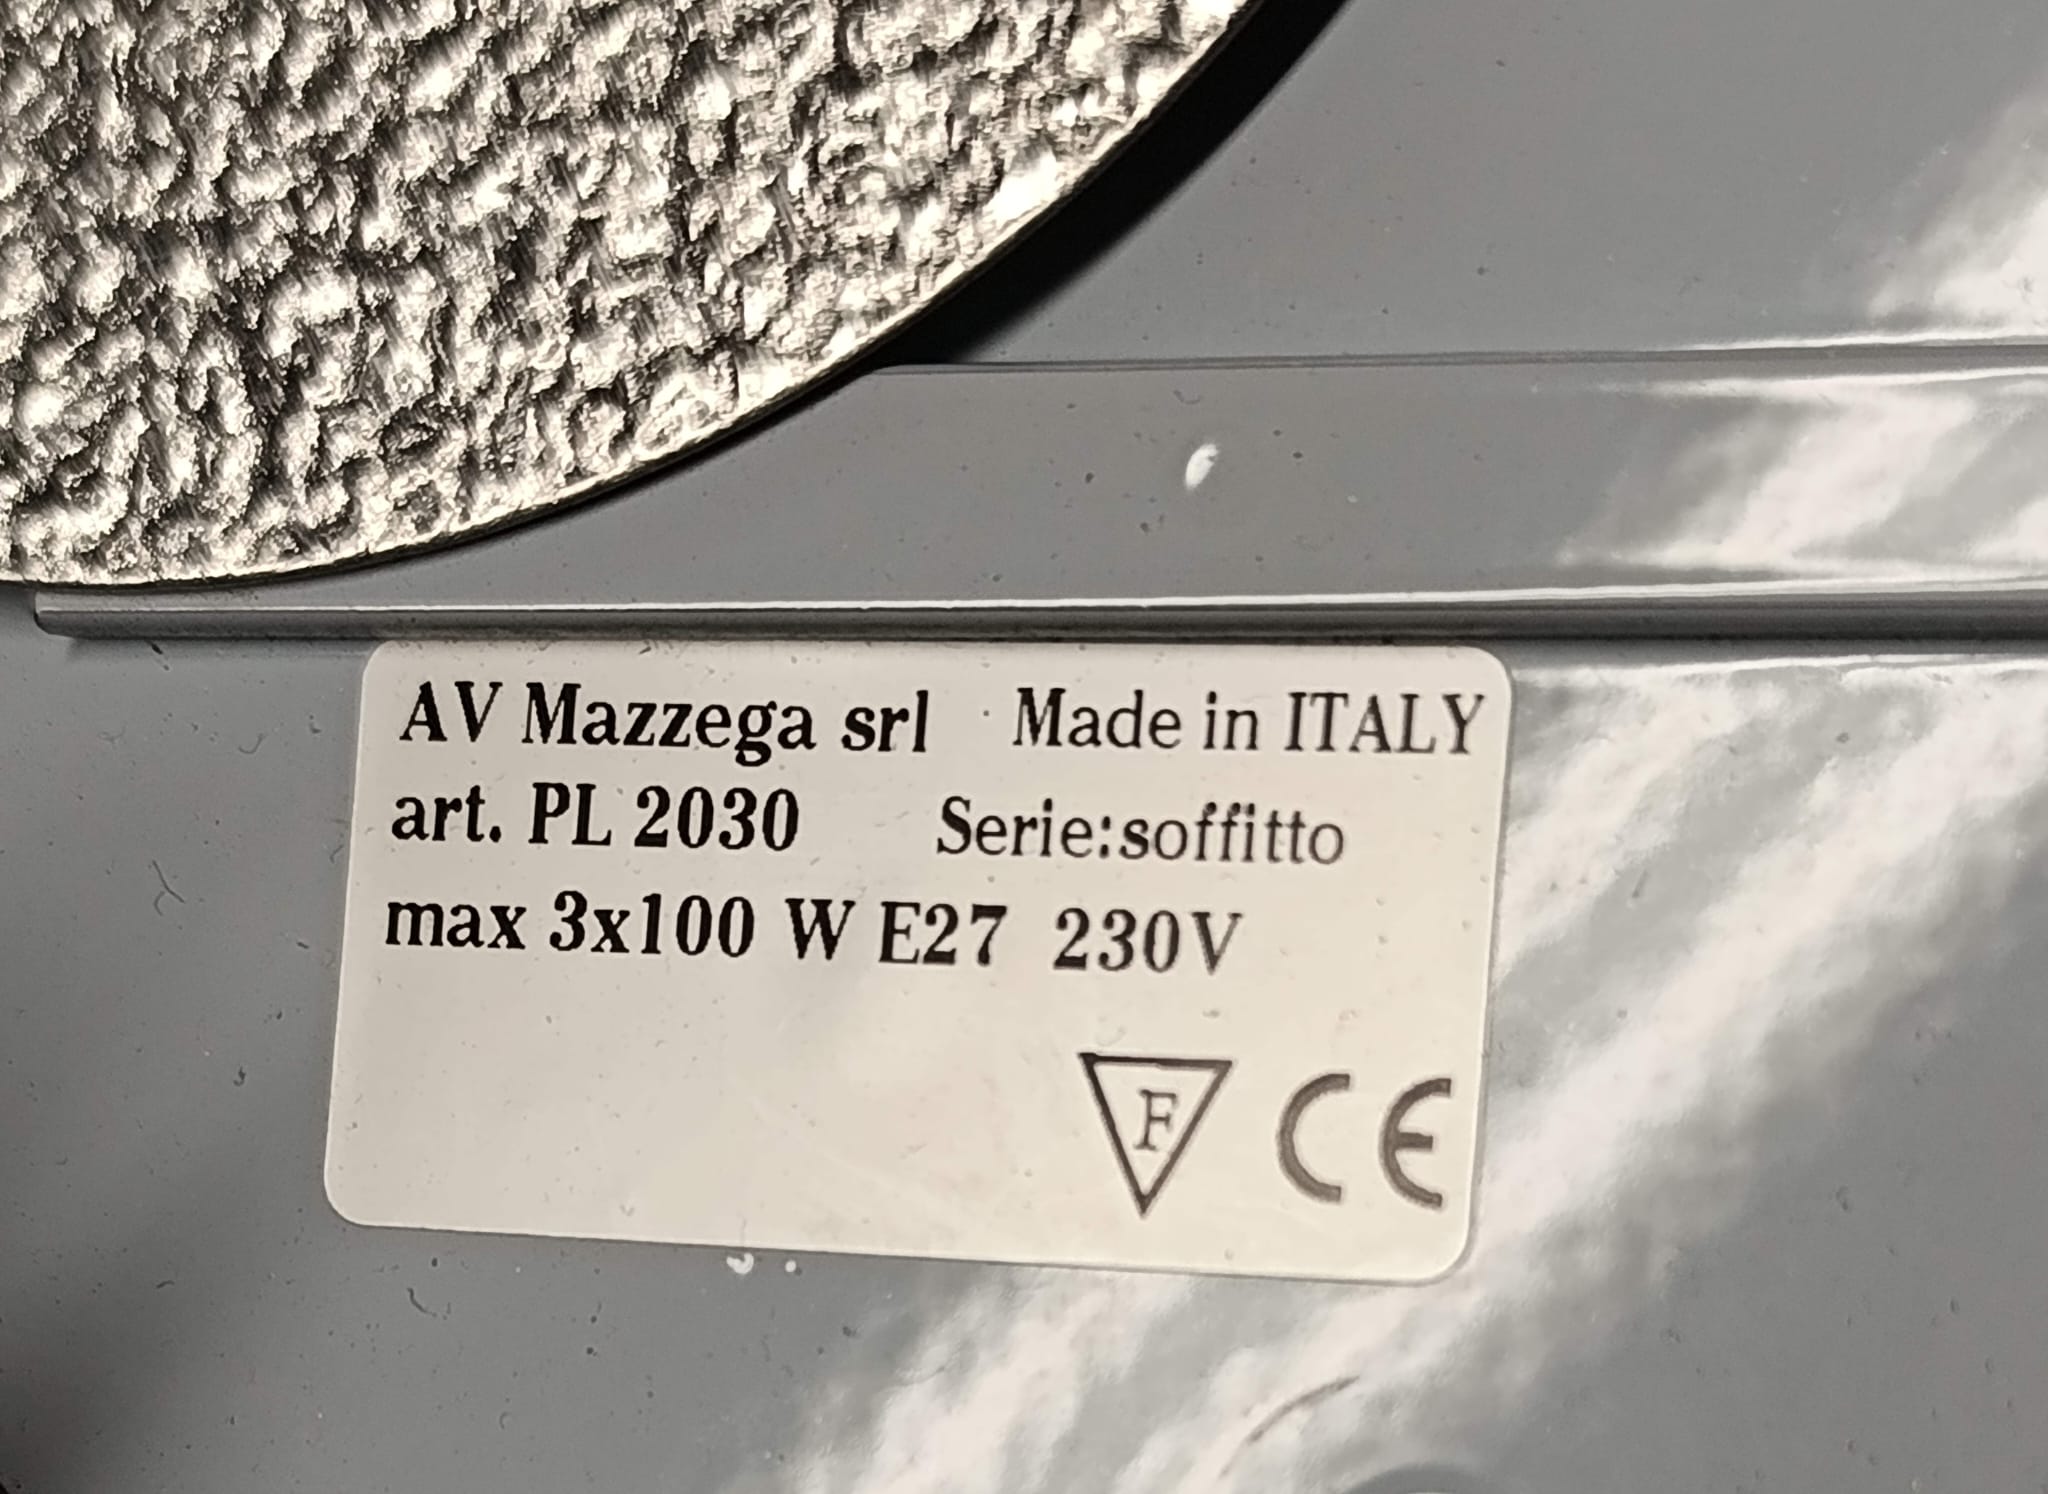 AV Mazzega srl Made in ITALY
art. PL 2030 Serie:soffitto
max 3x100 W E27 230V
F CE